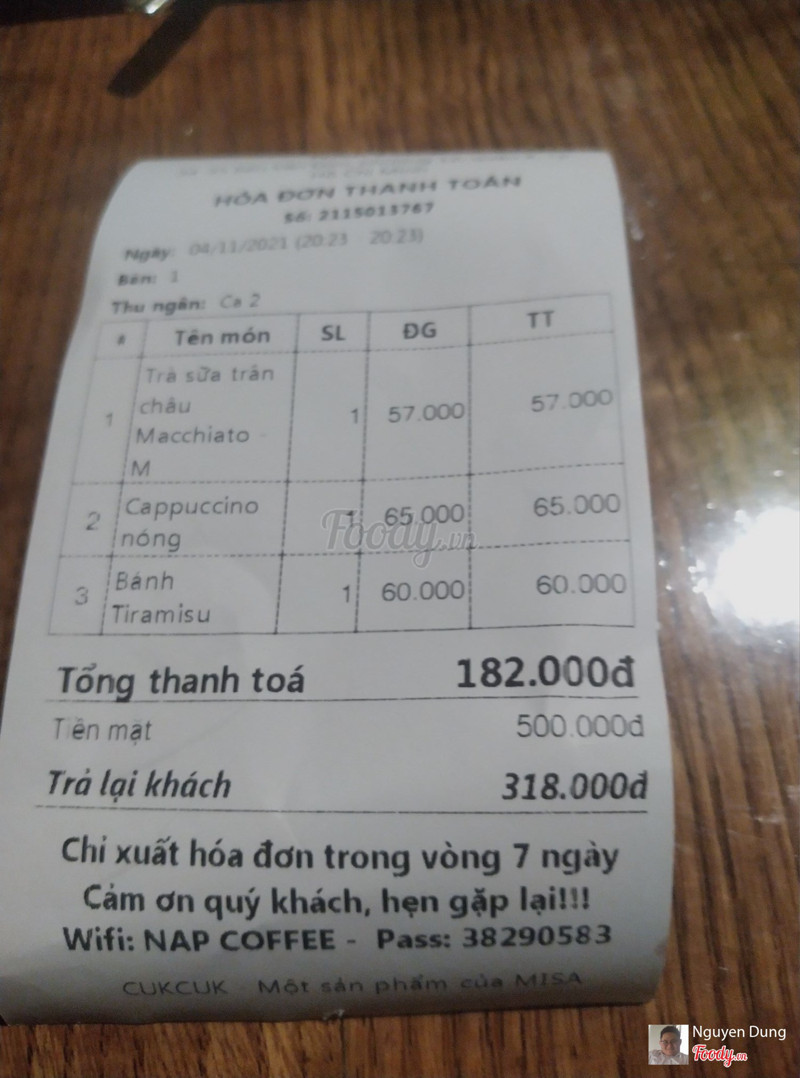 HÓA ĐƠN THANH TOÁN
Số: 2115013767
Ngày: 04/11/2021 (20:23 20:23)
Bàn: 1
Thu ngân: Ca 2
# Tên món SL ĐG TT
1 Trà sữa trân châu Macchiato - M 1 57.000 57.000
2 Cappuccino nóng 1 65.000 65.000
3 Bánh Tiramisu 1 60.000 60.000
Tổng thanh toá 182.000đ
Tiền mặt 500.000đ
Trả lại khách 318.000đ
Chỉ xuất hóa đơn trong vòng 7 ngày
Cảm ơn quý khách, hẹn gặp lại!!!
Wifi: NAP COFFEE - Pass: 38290583
CUKCUK - Một sản phẩm của MISA
Foody.vn
Nguyen Dung
Foody.vn